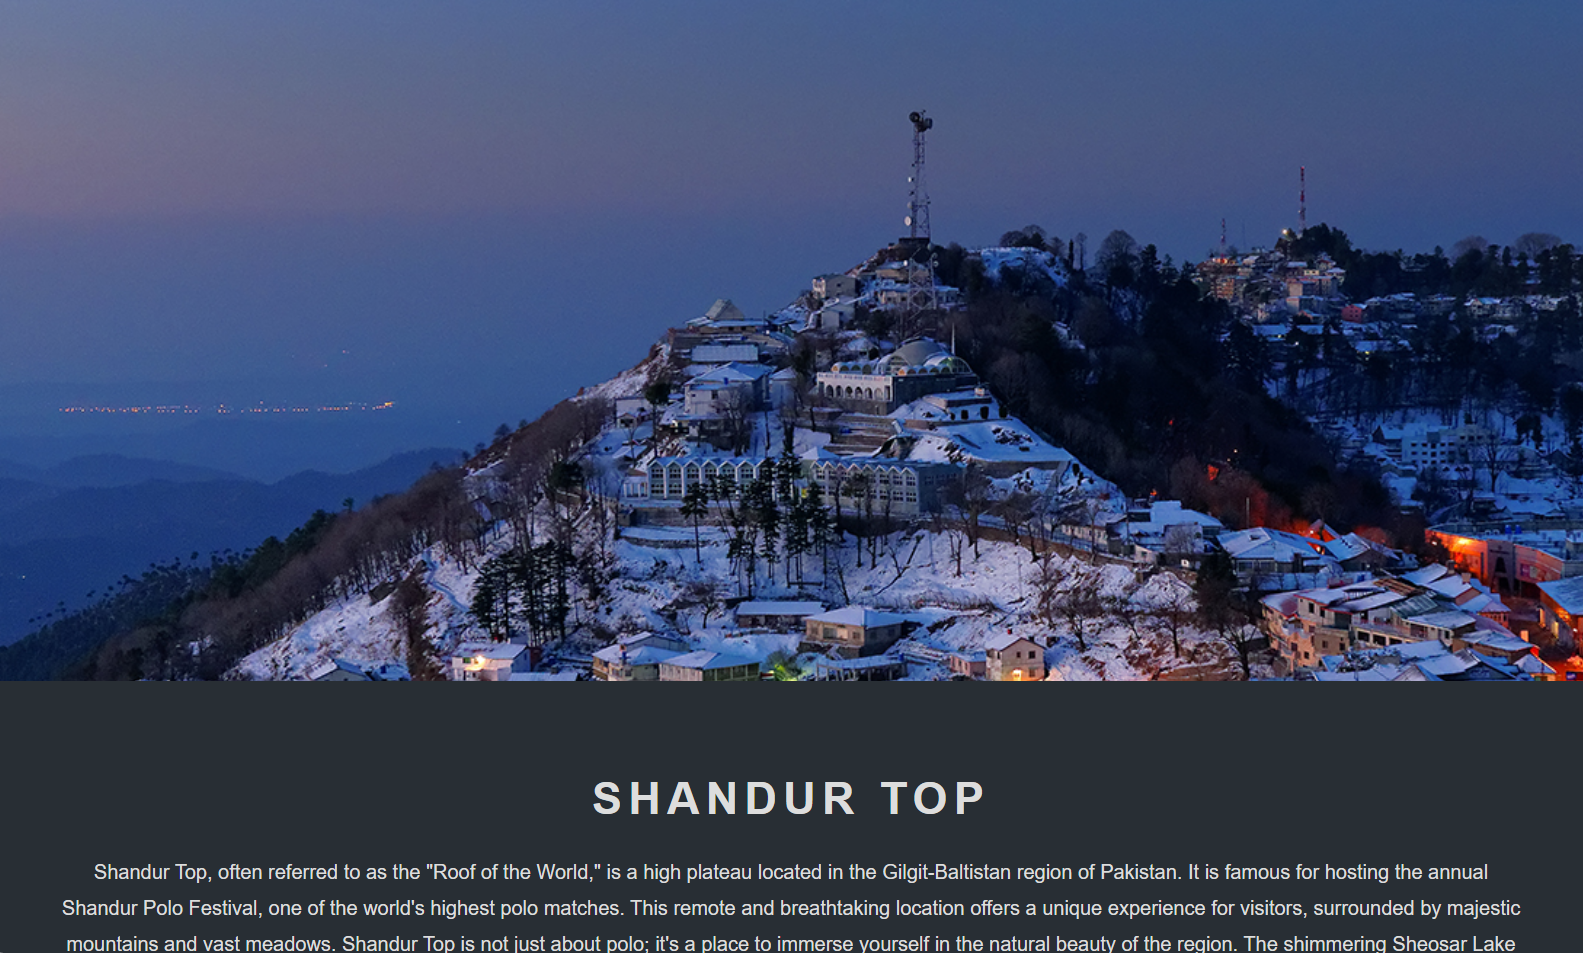 SHANDUR TOP
Shandur Top, often referred to as the "Roof of the World," is a high plateau located in the Gilgit-Baltistan region of Pakistan. It is famous for hosting the annual
Shandur Polo Festival, one of the world's highest polo matches. This remote and breathtaking location offers a unique experience for visitors, surrounded by majestic
mountains and vast meadows. Shandur Top is not just about polo; it's a place to immerse yourself in the natural beauty of the region. The shimmering Sheosar Lake